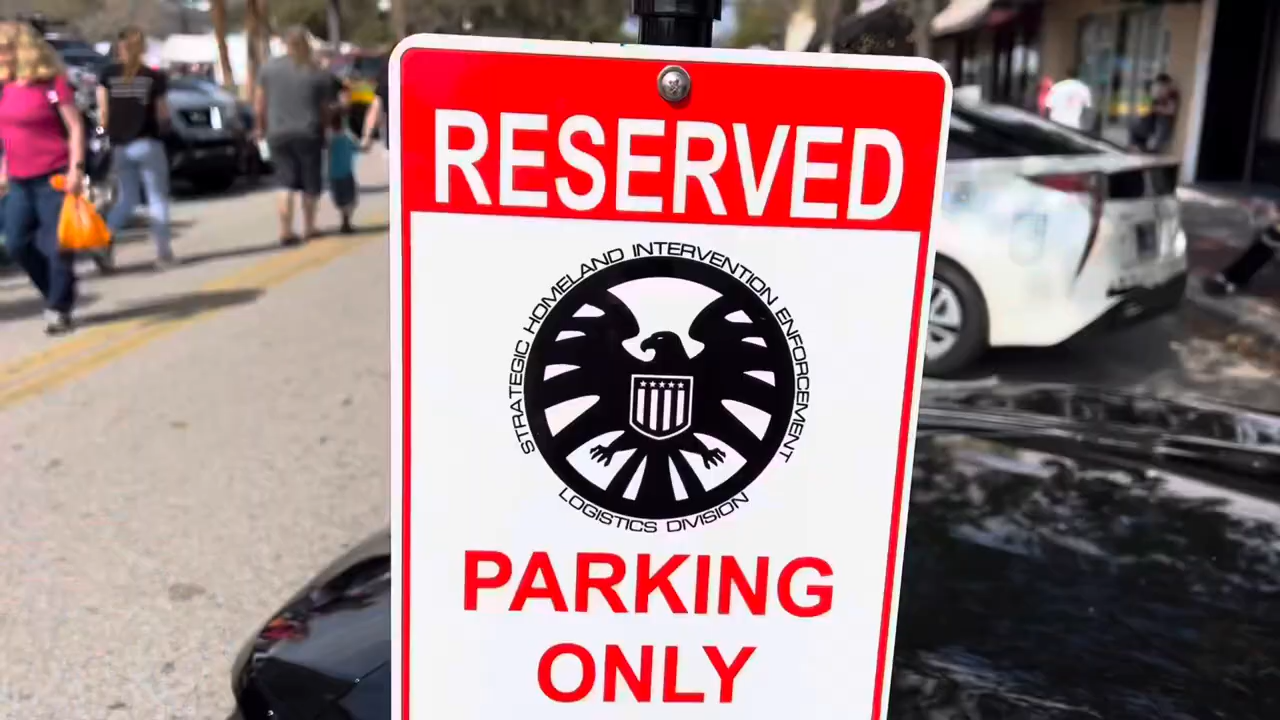 RESERVED
STRATEGIC HOMELAND INTERVENTION ENFORCEMENT
LOGISTICS DIVISION
PARKING
ONLY